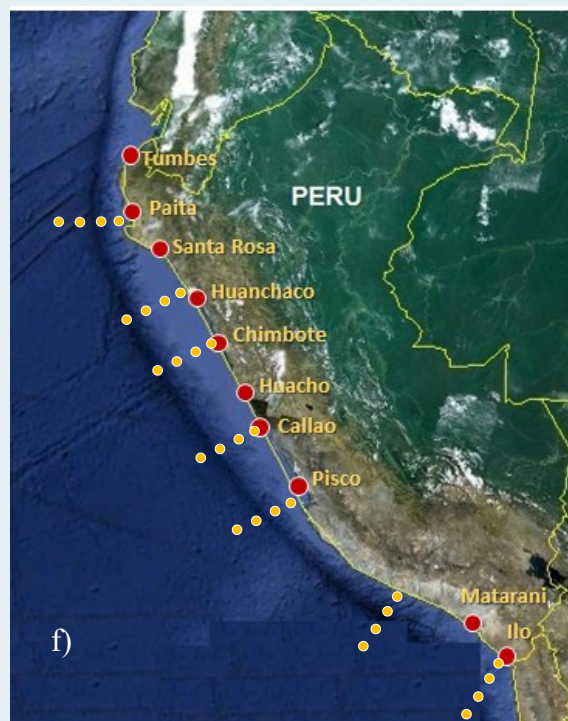 Tumbes
PERU
Paita
Santa Rosa
Huanchaco
Chimbote
Huacho
Callao
Pisco
Matarani
Ilo
f)